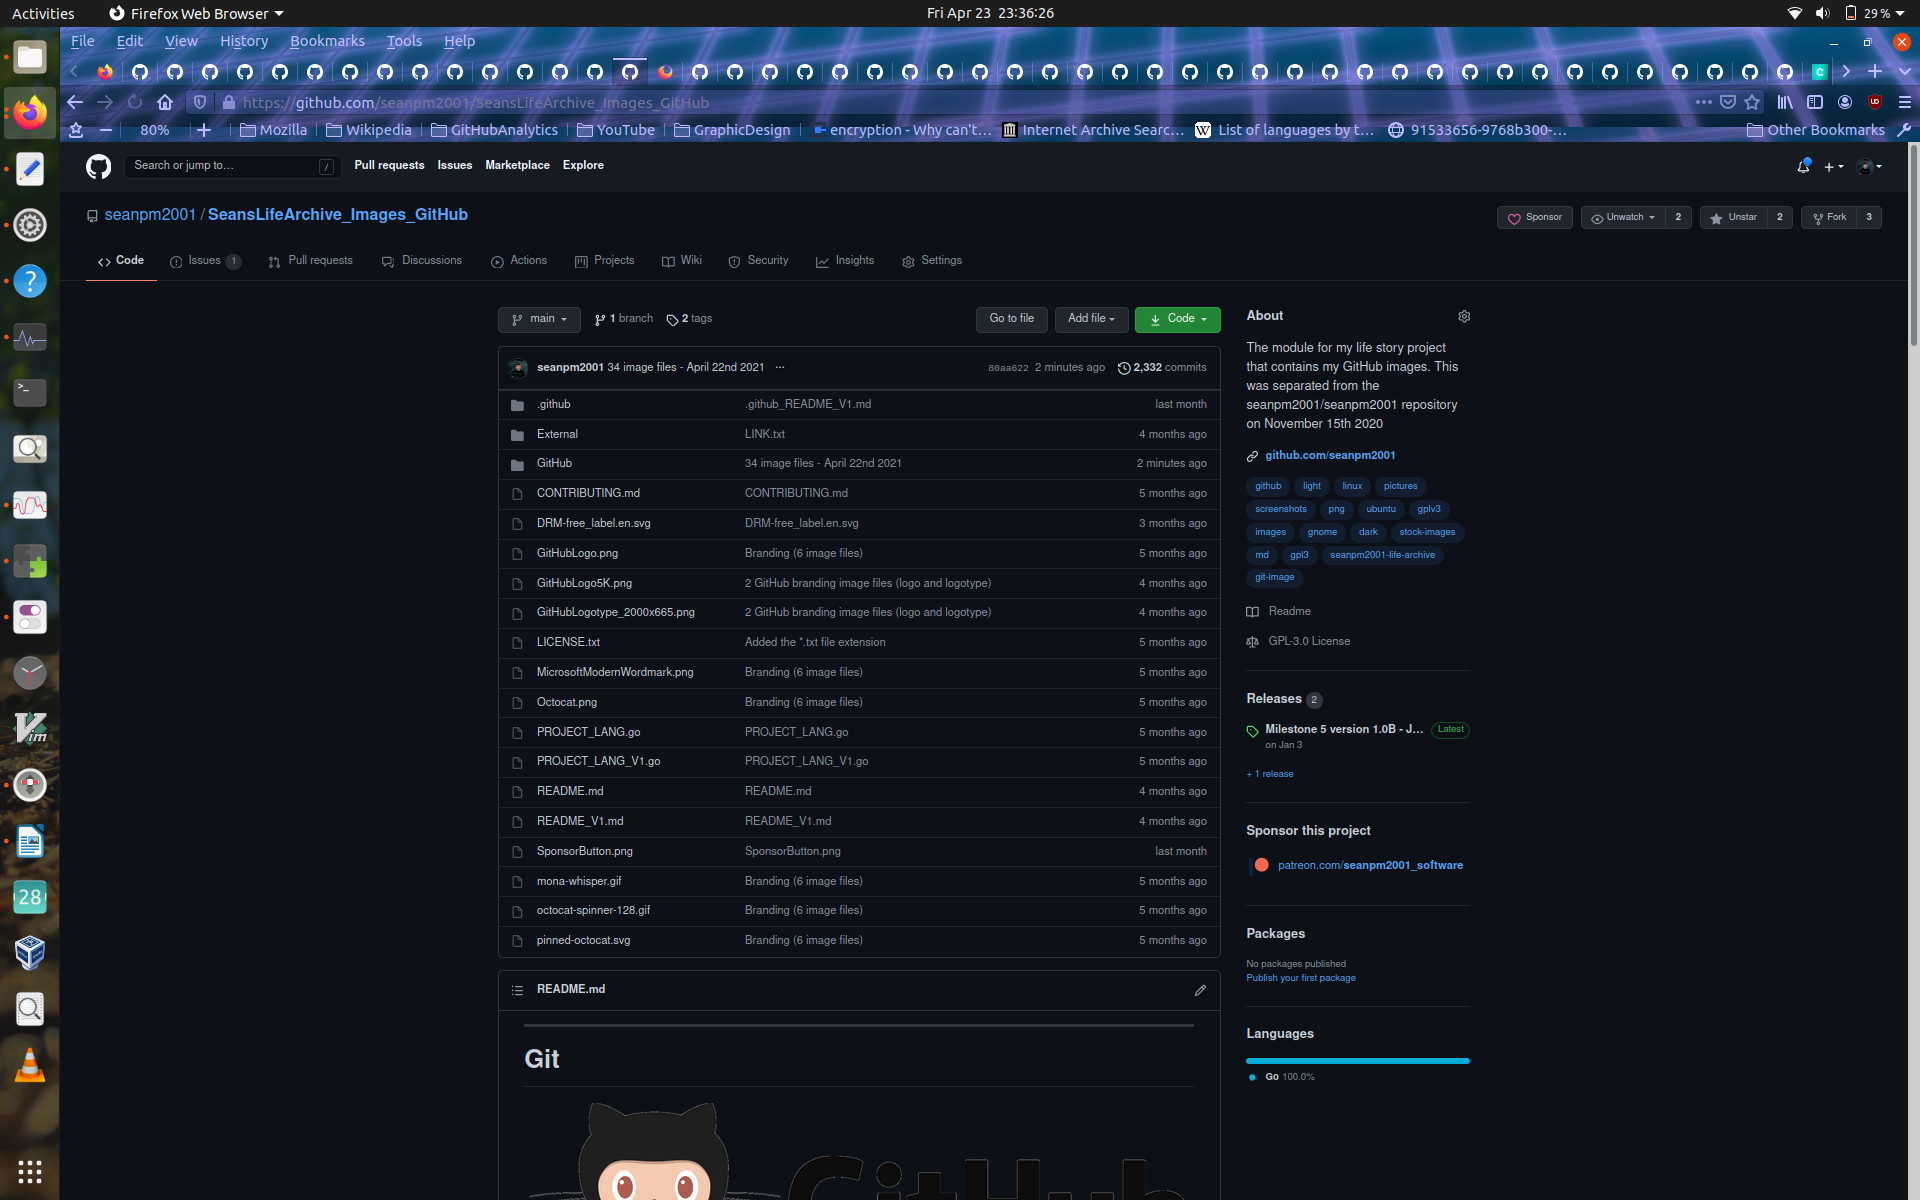 Activities Firefox Web Browser Fri Apr 23 23:36:26 29 %
File Edit View History Bookmarks Tools Help
https://github.com/seanpm2001/SeansLifeArchive_Images_GitHub
80% Mozilla Wikipedia GitHubAnalytics YouTube GraphicDesign encryption - Why can't… Internet Archive Searc… List of languages by t… 91533656-9768b300-… Other Bookmarks
Search or jump to… / Pull requests Issues Marketplace Explore
seanpm2001 / SeansLifeArchive_Images_GitHub Sponsor Unwatch 2 Unstar 2 Fork 3
Code Issues 1 Pull requests Discussions Actions Projects Wiki Security Insights Settings
main 1 branch 2 tags Go to file Add file Code
seanpm2001 34 image files - April 22nd 2021 ... 80aa622 2 minutes ago 2,332 commits
.github .github_README_V1.md last month
External LINK.txt 4 months ago
GitHub 34 image files - April 22nd 2021 2 minutes ago
CONTRIBUTING.md CONTRIBUTING.md 5 months ago
DRM-free_label.en.svg DRM-free_label.en.svg 3 months ago
GitHubLogo.png Branding (6 image files) 5 months ago
GitHubLogo5K.png 2 GitHub branding image files (logo and logotype) 4 months ago
GitHubLogotype_2000x665.png 2 GitHub branding image files (logo and logotype) 4 months ago
LICENSE.txt Added the *.txt file extension 5 months ago
MicrosoftModernWordmark.png Branding (6 image files) 5 months ago
Octocat.png Branding (6 image files) 5 months ago
PROJECT_LANG.go PROJECT_LANG.go 5 months ago
PROJECT_LANG_V1.go PROJECT_LANG_V1.go 5 months ago
README.md README.md 4 months ago
README_V1.md README_V1.md 4 months ago
SponsorButton.png SponsorButton.png last month
mona-whisper.gif Branding (6 image files) 5 months ago
octocat-spinner-128.gif Branding (6 image files) 5 months ago
pinned-octocat.svg Branding (6 image files) 5 months ago
README.md
Git
GitHub
About
The module for my life story project
that contains my GitHub images. This
was separated from the
seanpm2001/seanpm2001 repository
on November 15th 2020
github.com/seanpm2001
github light linux pictures
screenshots png ubuntu gplv3
images gnome dark stock-images
md gpl3 seanpm2001-life-archive
git-image
Readme
GPL-3.0 License
Releases 2
Milestone 5 version 1.0B - J... Latest
on Jan 3
+ 1 release
Sponsor this project
patreon.com/seanpm2001_software
Packages
No packages published
Publish your first package
Languages
Go 100.0%
28